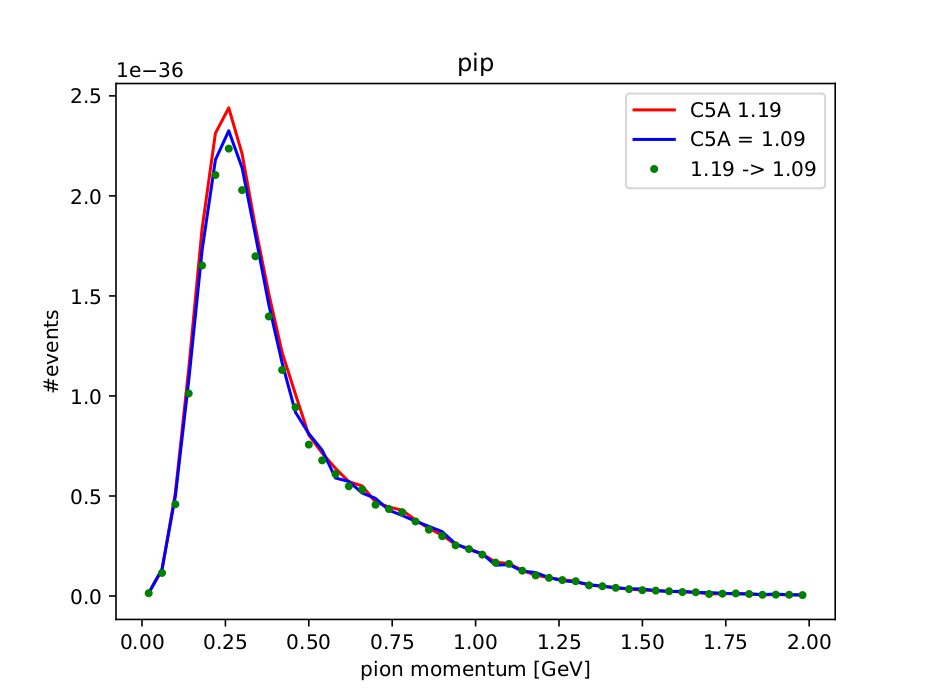 pip
1e−36
C5A 1.19
C5A = 1.09
1.19 -> 1.09
2.5
2.0
1.5
1.0
0.5
0.0
#events
0.00 0.25 0.50 0.75 1.00 1.25 1.50 1.75 2.00
pion momentum [GeV]